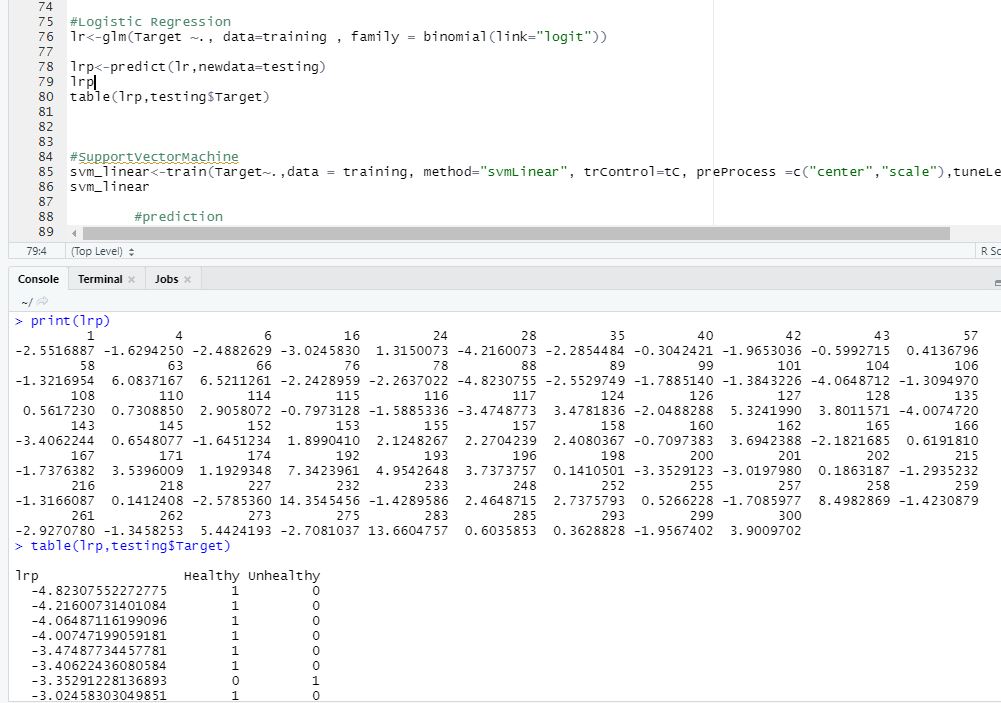 74
75 #Logistic Regression
76 lr<-glm(Target ~., data=training , family = binomial(link="logit"))
77
78 lrp<-predict(lr,newdata=testing)
79 lrp
80 table(lrp,testing$Target)
81
82
83
84 #SupportVectorMachine
85 svm_linear<-train(Target~.,data = training, method="svmLinear", trControl=tC, preProcess =c("center","scale"),tuneLe
86 svm_linear
87
88 #prediction
89
79:4 (Top Level) R Sc
Console Terminal Jobs
~/
> print(lrp)
1 4 6 16 24 28 35 40 42 43 57
-2.5516887 -1.6294250 -2.4882629 -3.0245830 1.3150073 -4.2160073 -2.2854484 -0.3042421 -1.9653036 -0.5992715 0.4136796
58 63 66 76 78 88 89 99 101 104 106
-1.3216954 6.0837167 6.5211261 -2.2428959 -2.2637022 -4.8230755 -2.5529749 -1.7885140 -1.3843226 -4.0648712 -1.3094970
108 110 114 115 116 117 124 126 127 128 135
0.5617230 0.7308850 2.9058072 -0.7973128 -1.5885336 -3.4748773 3.4781836 -2.0488288 5.3241990 3.8011571 -4.0074720
143 145 152 153 155 157 158 160 162 165 166
-3.4062244 0.6548077 -1.6451234 1.8990410 2.1248267 2.2704239 2.4080367 -0.7097383 3.6942388 -2.1821685 0.6191810
167 171 174 192 193 196 198 200 201 202 215
-1.7376382 3.5396009 1.1929348 7.3423961 4.9542648 3.7373757 0.1410501 -3.3529123 -3.0197980 0.1863187 -1.2935232
216 218 227 232 233 248 252 255 257 258 259
-1.3166087 0.1412408 -2.5785360 14.3545456 -1.4289586 2.4648715 2.7375793 0.5266228 -1.7085977 8.4982869 -1.4230879
261 262 273 275 283 285 293 299 300
-2.9270780 -1.3458253 5.4424193 -2.7081037 13.6604757 0.6035853 0.3628828 -1.9567402 3.9009702
> table(lrp,testing$Target)
lrp Healthy Unhealthy
-4.82307552272775 1 0
-4.21600731401084 1 0
-4.06487116199096 1 0
-4.00747199059181 1 0
-3.47487734457781 1 0
-3.40622436080584 1 0
-3.35291228136893 0 1
-3.02458303049851 1 0